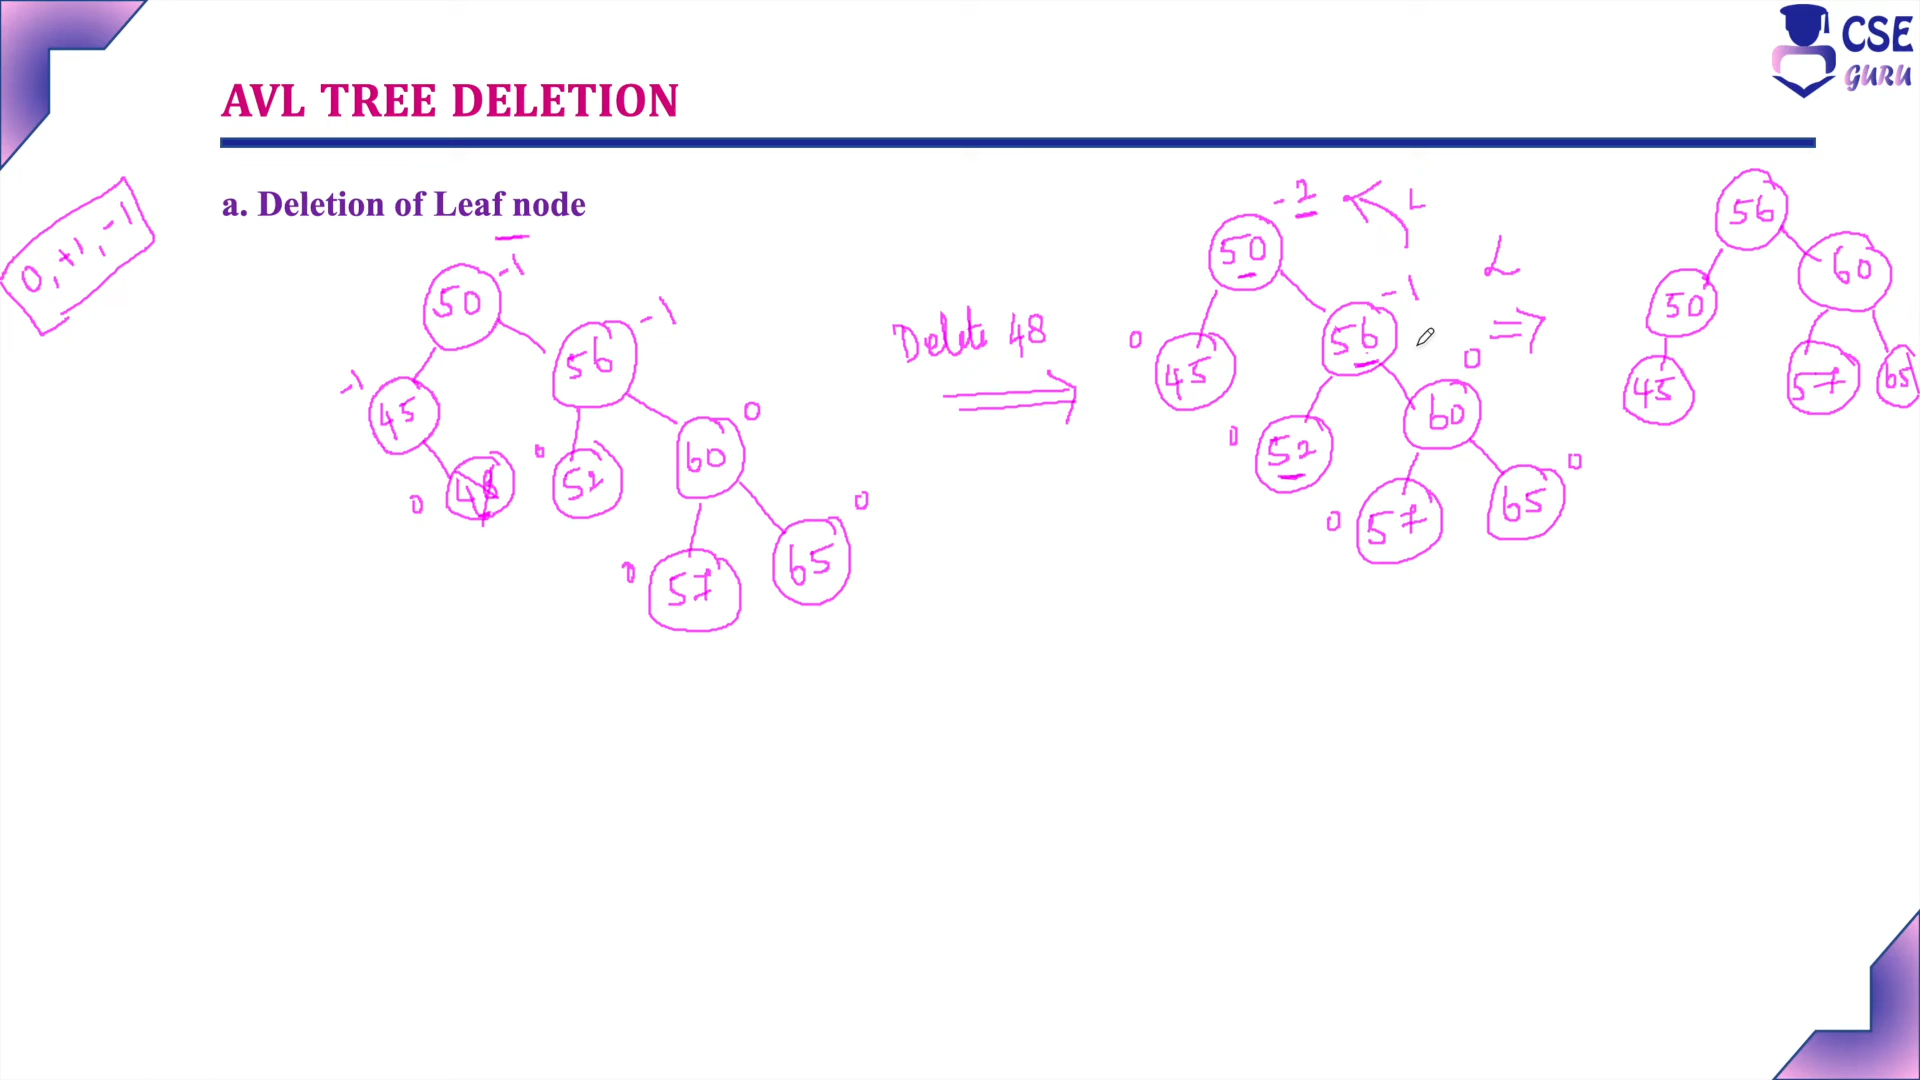 CSE
GURU
AVL TREE DELETION
a. Deletion of Leaf node
0, +1, -1
50 -1
56 -1
-1 45
0 48
0 52
60 0
0 57
65 0
Delete 48
50 -2
L
0 45
56 -1
0 52
60 0
0 57
65 0
L
56
50
60
45
57
65